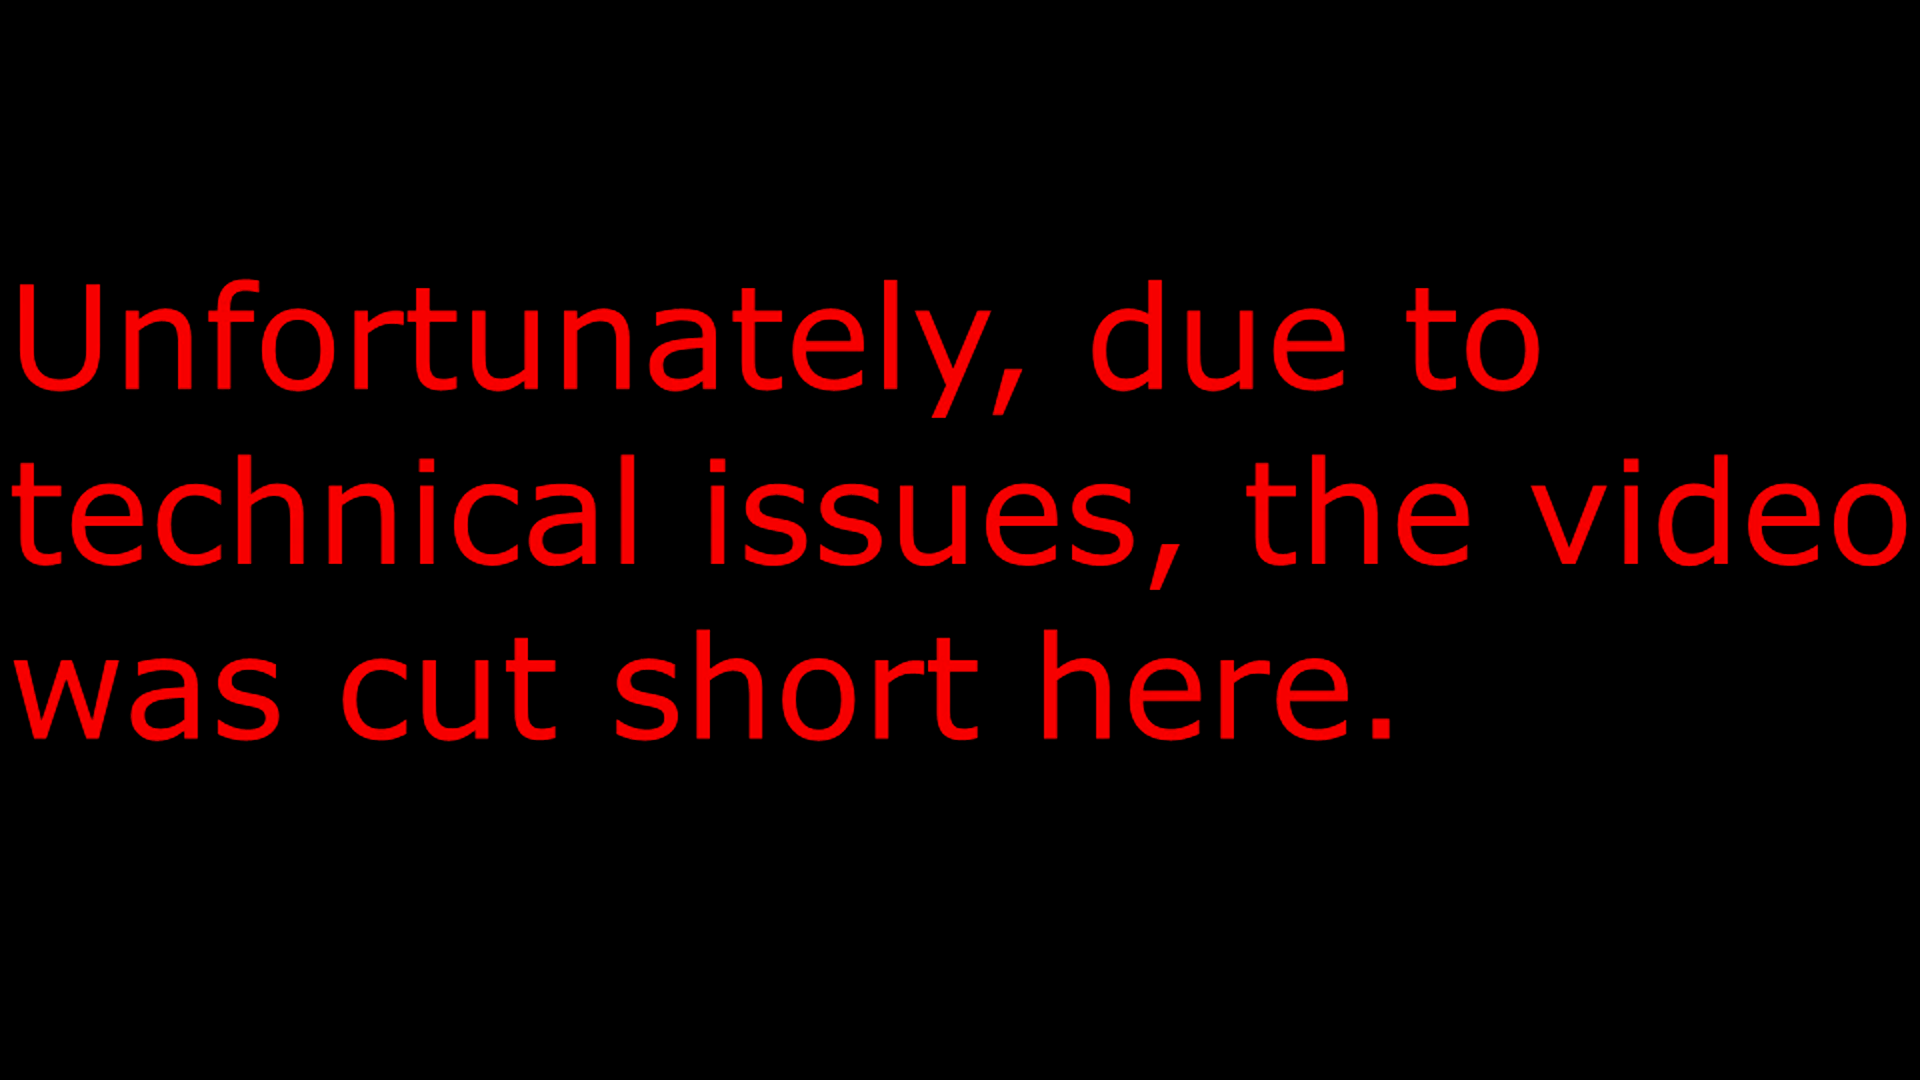 Unfortunately, due to
technical issues, the video
was cut short here.